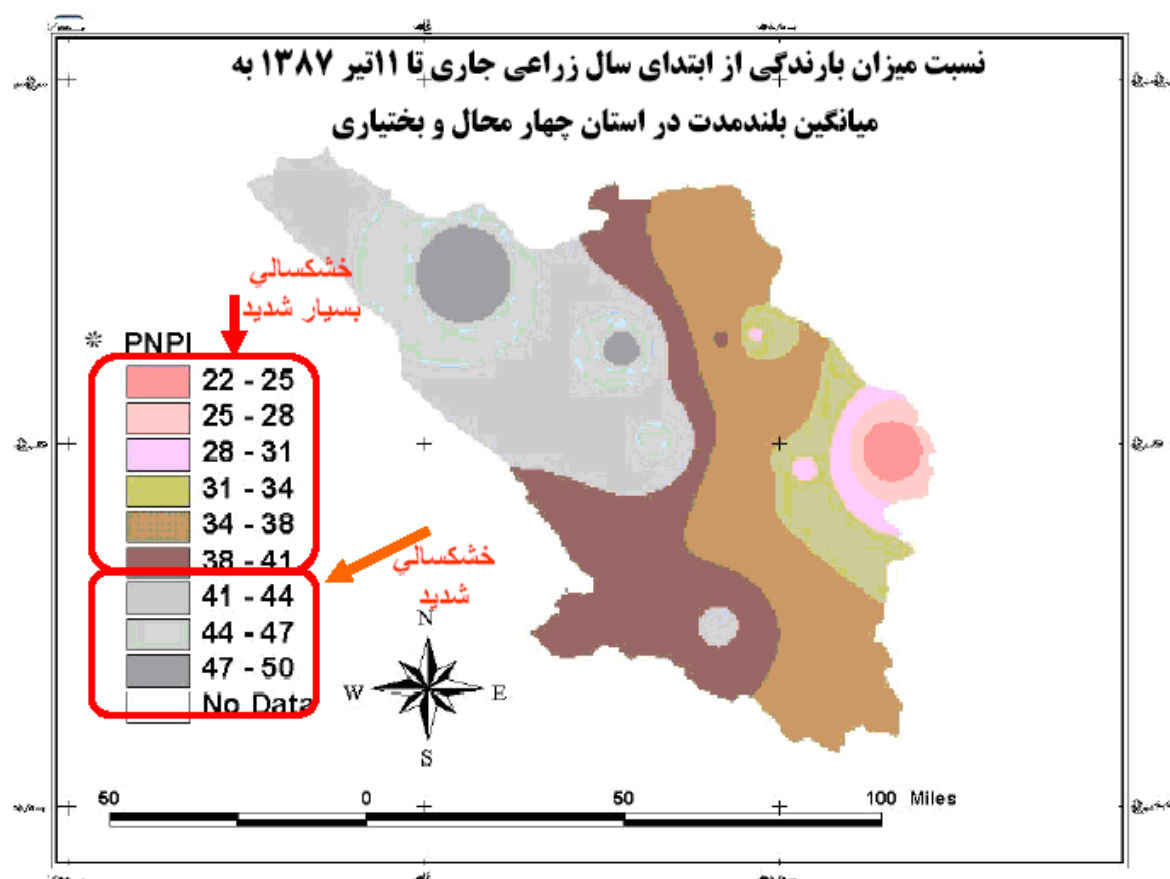 نسبت میزان بارندگی از ابتدای سال زراعی جاری تا ۱۱تیر ۱۳۸۷ به
میانگین بلندمدت در استان چهار محال و بختیاری
خشکسالي
بسيار شديد
* PNPI
22 - 25
25 - 28
28 - 31
31 - 34
34 - 38
38 - 41
41 - 44
44 - 47
47 - 50
No Data
خشکسالي
شديد
N
W E
S
50 0 50 100 Miles